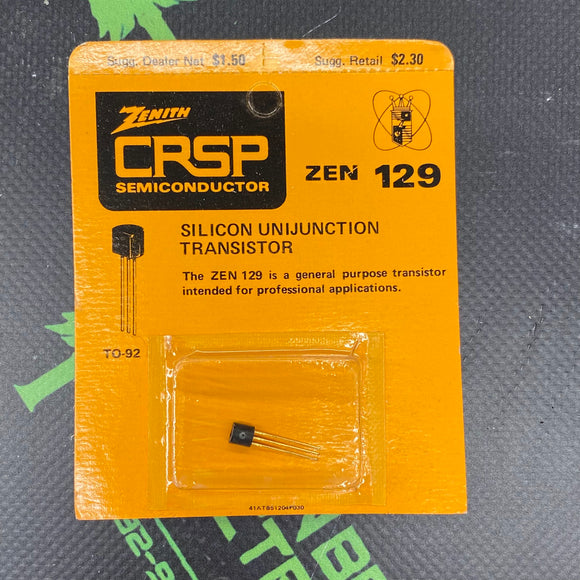 Sugg. Dealer Net $1.50
Sugg. Retail $2.30
ZENITH
CRSP
SEMICONDUCTOR
ZEN 129
SILICON UNIJUNCTION
TRANSISTOR
The ZEN 129 is a general purpose transistor
intended for professional applications.
TO-92